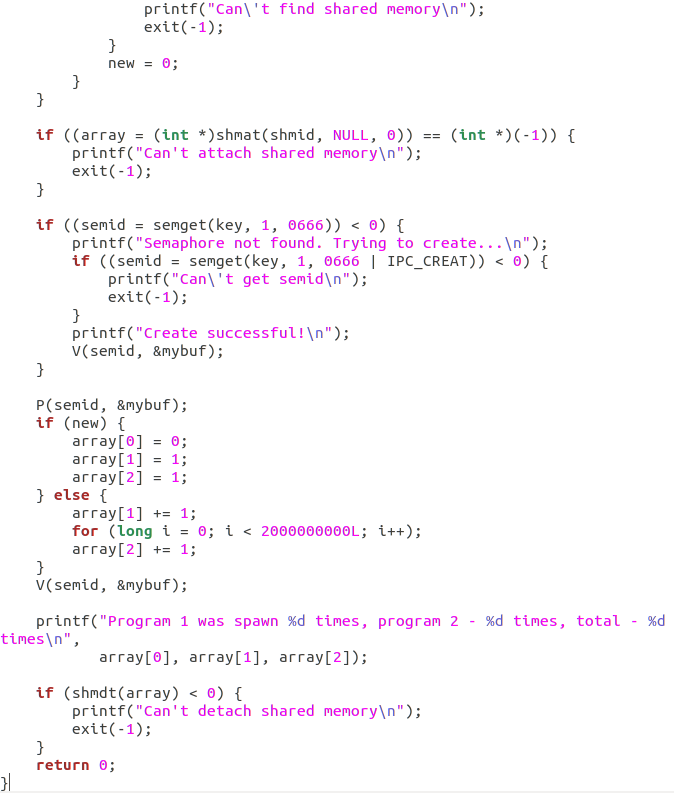 printf("Can\'t find shared memory\n");
                exit(-1);
            }
            new = 0;
        }
    }

    if ((array = (int *)shmat(shmid, NULL, 0)) == (int *)(-1)) {
        printf("Can't attach shared memory\n");
        exit(-1);
    }

    if ((semid = semget(key, 1, 0666)) < 0) {
        printf("Semaphore not found. Trying to create...\n");
        if ((semid = semget(key, 1, 0666 | IPC_CREAT)) < 0) {
            printf("Can\'t get semid\n");
            exit(-1);
        }
        printf("Create successful!\n");
        V(semid, &mybuf);
    }

    P(semid, &mybuf);
    if (new) {
        array[0] = 0;
        array[1] = 1;
        array[2] = 1;
    } else {
        array[1] += 1;
        for (long i = 0; i < 2000000000L; i++);
        array[2] += 1;
    }
    V(semid, &mybuf);

    printf("Program 1 was spawn %d times, program 2 - %d times, total - %d
times\n",
           array[0], array[1], array[2]);

    if (shmdt(array) < 0) {
        printf("Can't detach shared memory\n");
        exit(-1);
    }
    return 0;
}